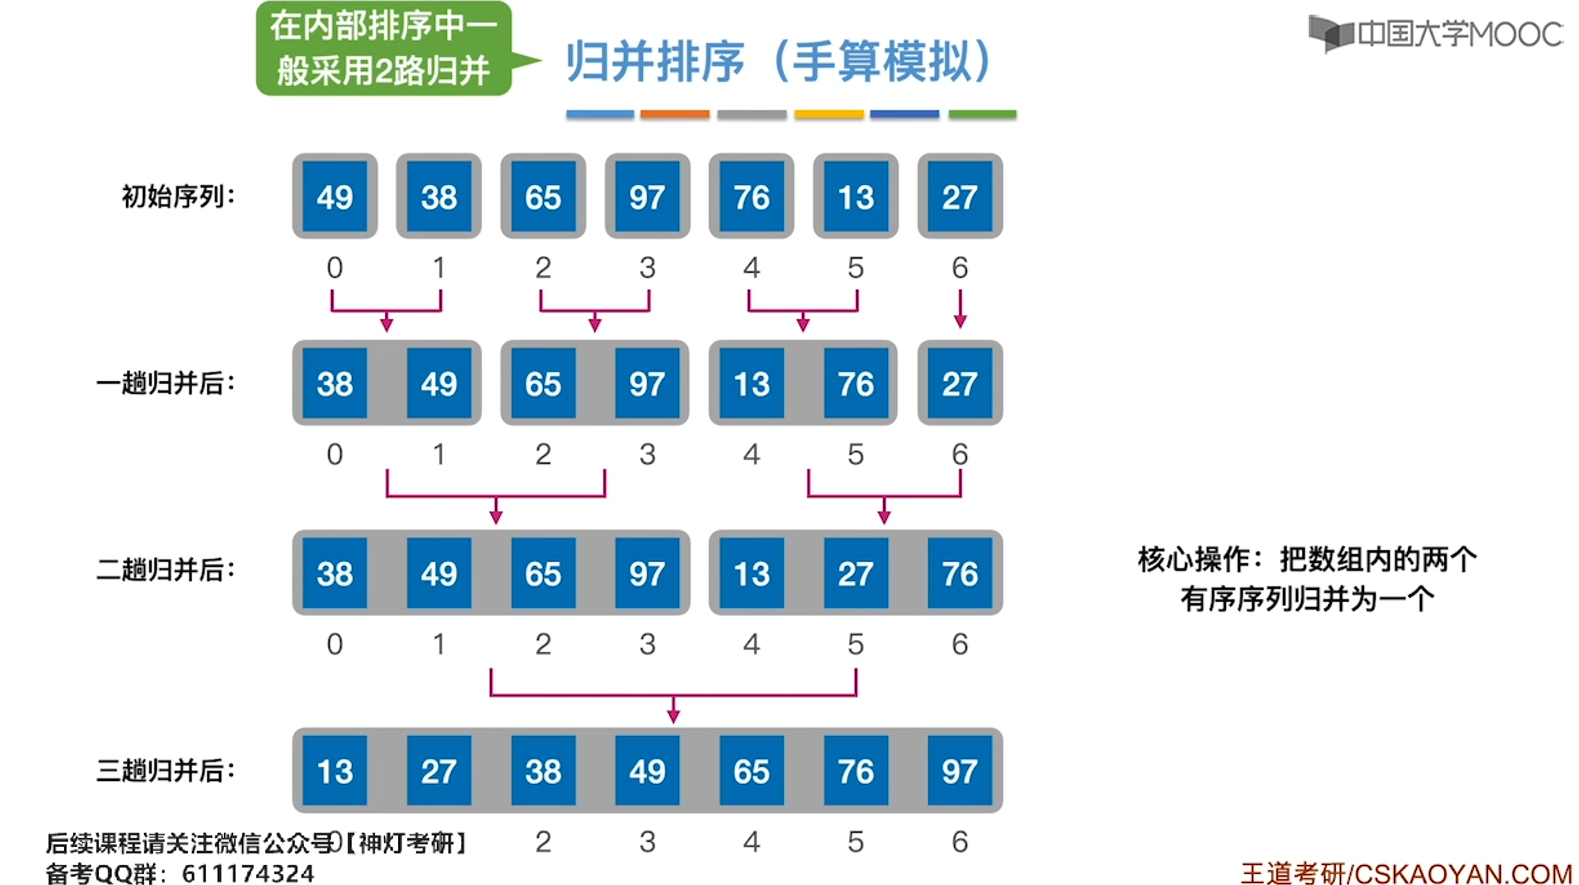 在内部排序中一
般采用2路归并
归并排序（手算模拟）
中国大学MOOC
初始序列：
49 38 65 97 76 13 27
0 1 2 3 4 5 6
一趟归并后：
38 49 65 97 13 76 27
0 1 2 3 4 5 6
二趟归并后：
38 49 65 97 13 27 76
0 1 2 3 4 5 6
核心操作：把数组内的两个
有序序列归并为一个
三趟归并后：
13 27 38 49 65 76 97
0 1 2 3 4 5 6
后续课程请关注微信公众号【神灯考研】
备考QQ群：611174324
王道考研/CSKAOYAN.COM